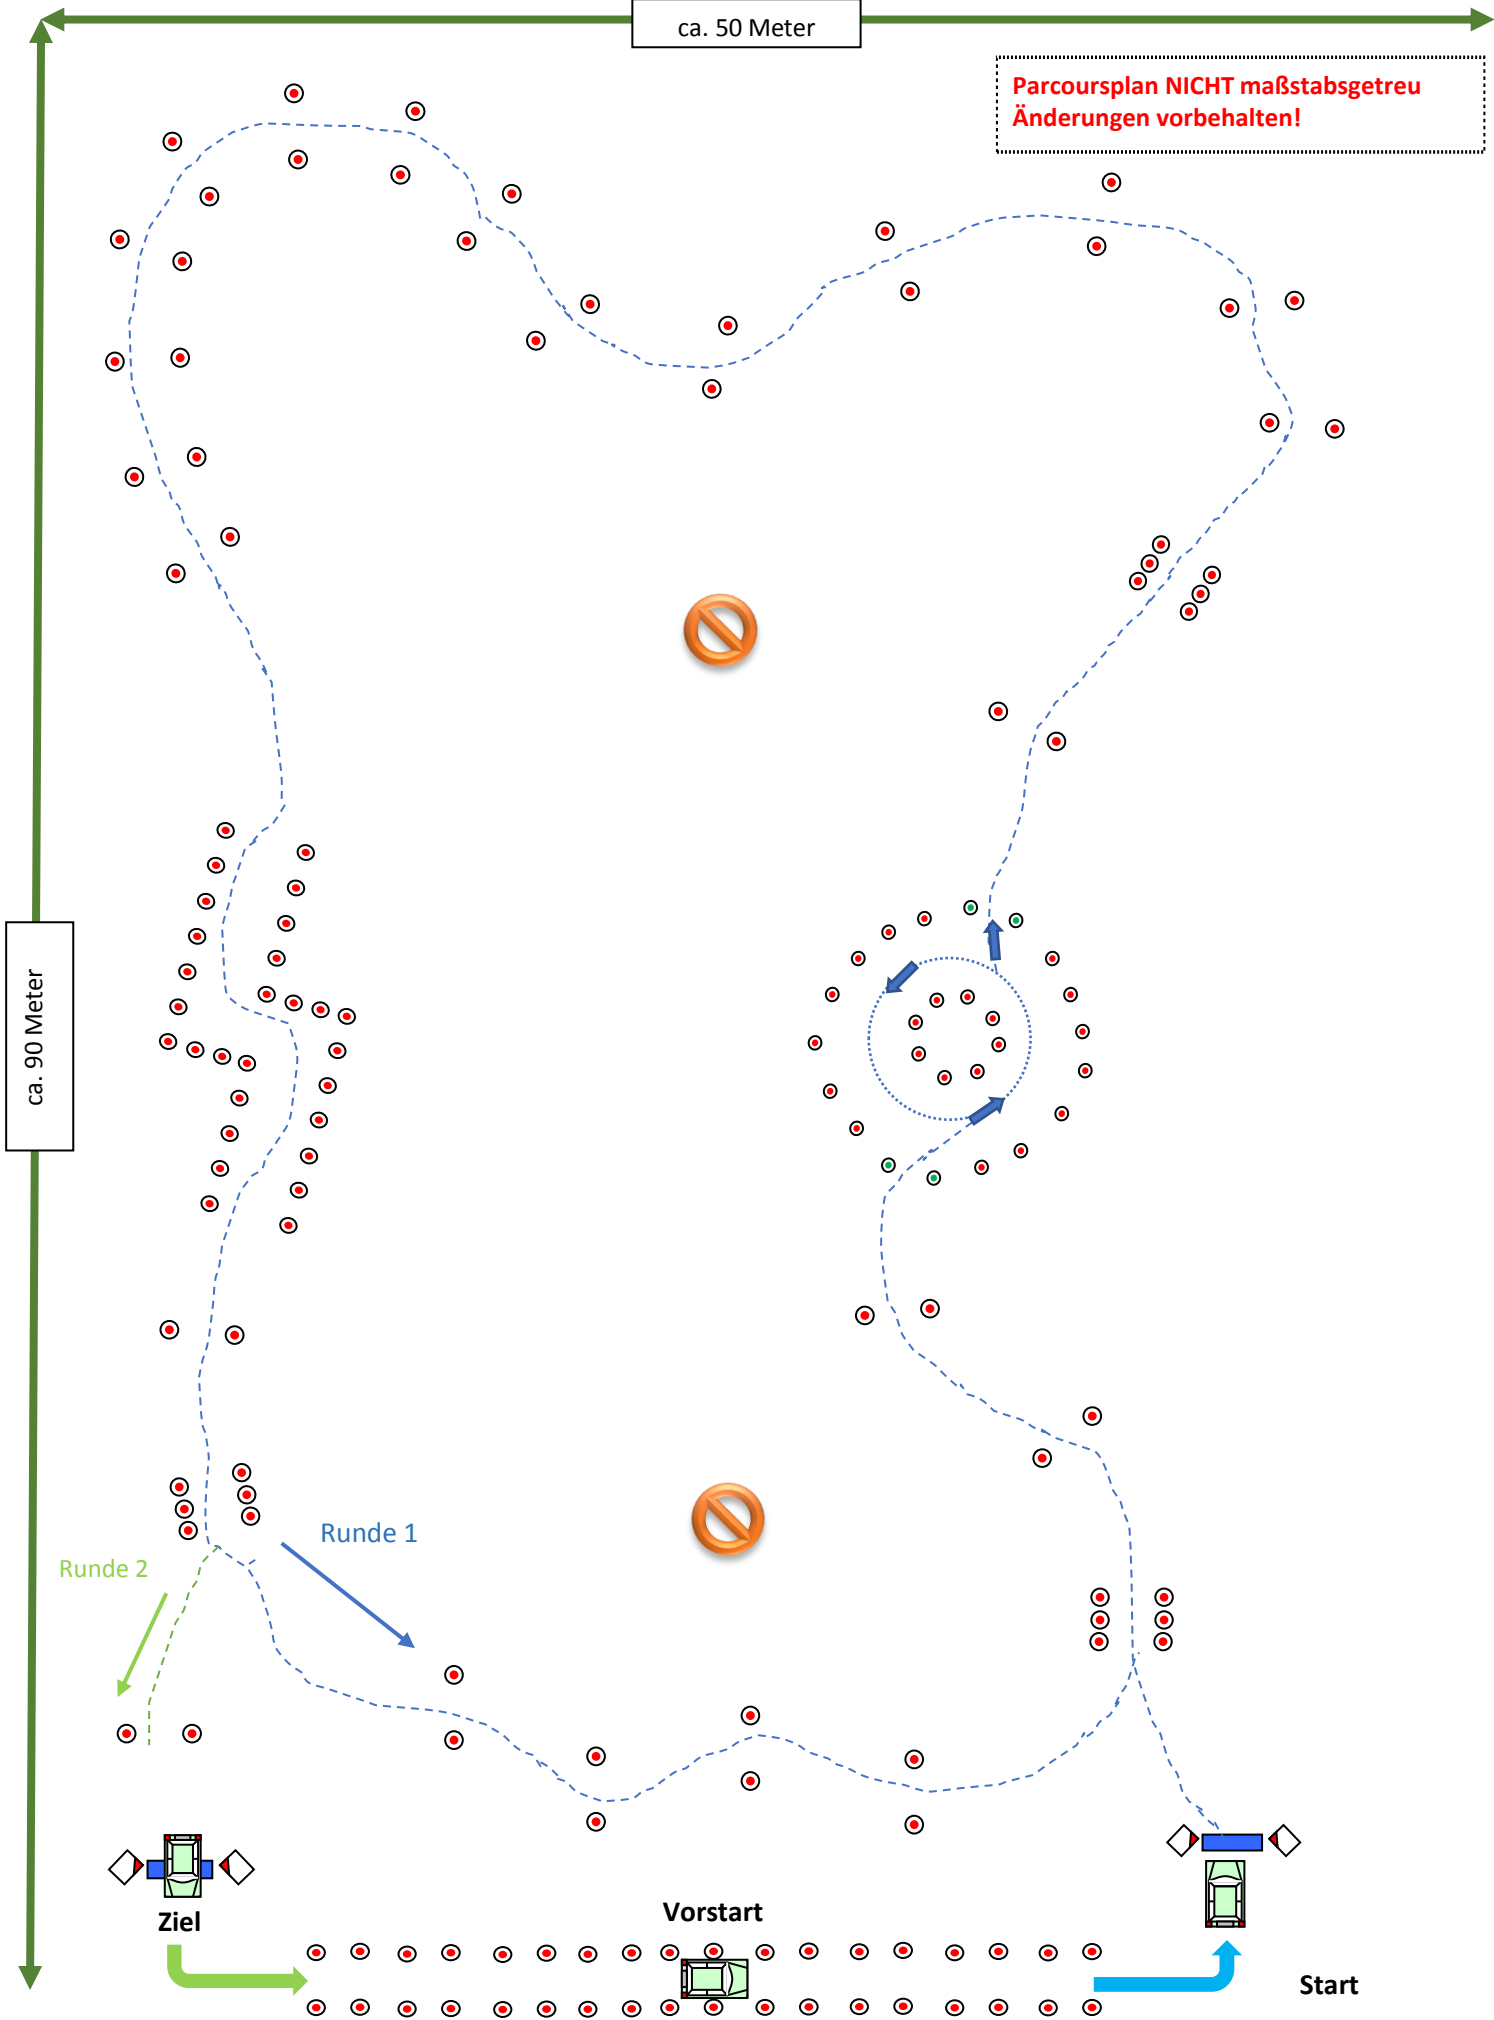 ca. 50 Meter
Parcoursplan NICHT maßstabsgetreu
Änderungen vorbehalten!
ca. 90 Meter
Runde 1
Runde 2
Ziel
Vorstart
Start